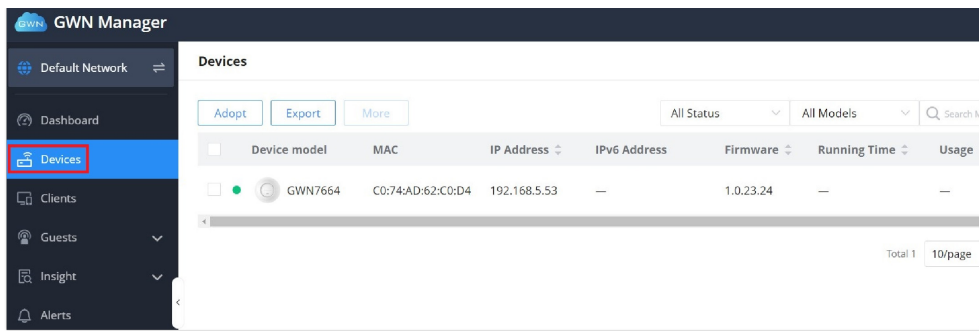 GWN GWN Manager
Default Network
Devices
Dashboard
Adopt Export More All Status All Models Search M
Devices
Device model MAC IP Address IPv6 Address Firmware Running Time Usage
GWN7664 C0:74:AD:62:C0:D4 192.168.5.53 — 1.0.23.24 — —
Clients
Guests
Total 1 10/page
Insight
Alerts